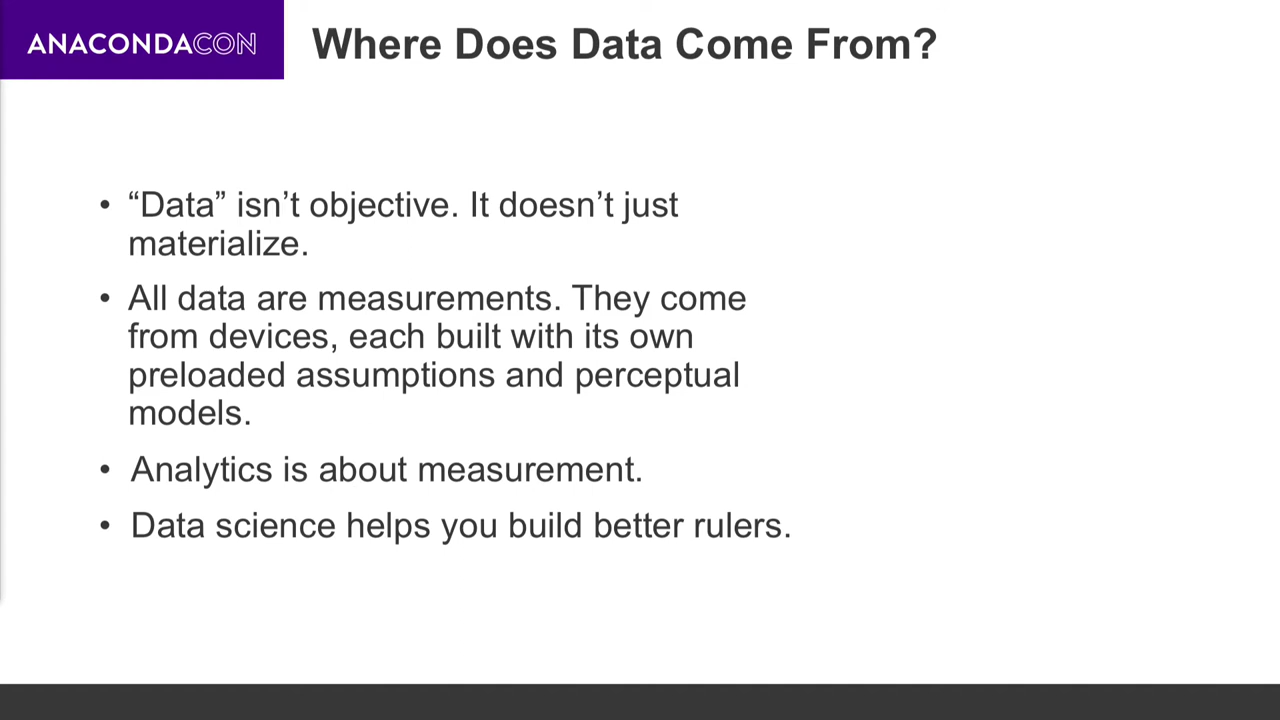 ANACONDACON
Where Does Data Come From?
• “Data” isn’t objective. It doesn’t just
materialize.
• All data are measurements. They come
from devices, each built with its own
preloaded assumptions and perceptual
models.
• Analytics is about measurement.
• Data science helps you build better rulers.